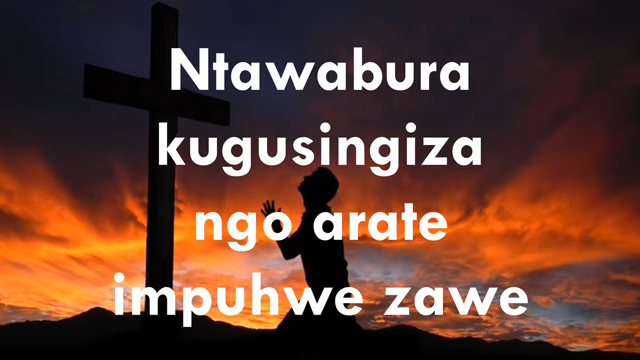 Ntawabura
kugusingiza
ngo arate
impuhwe zawe